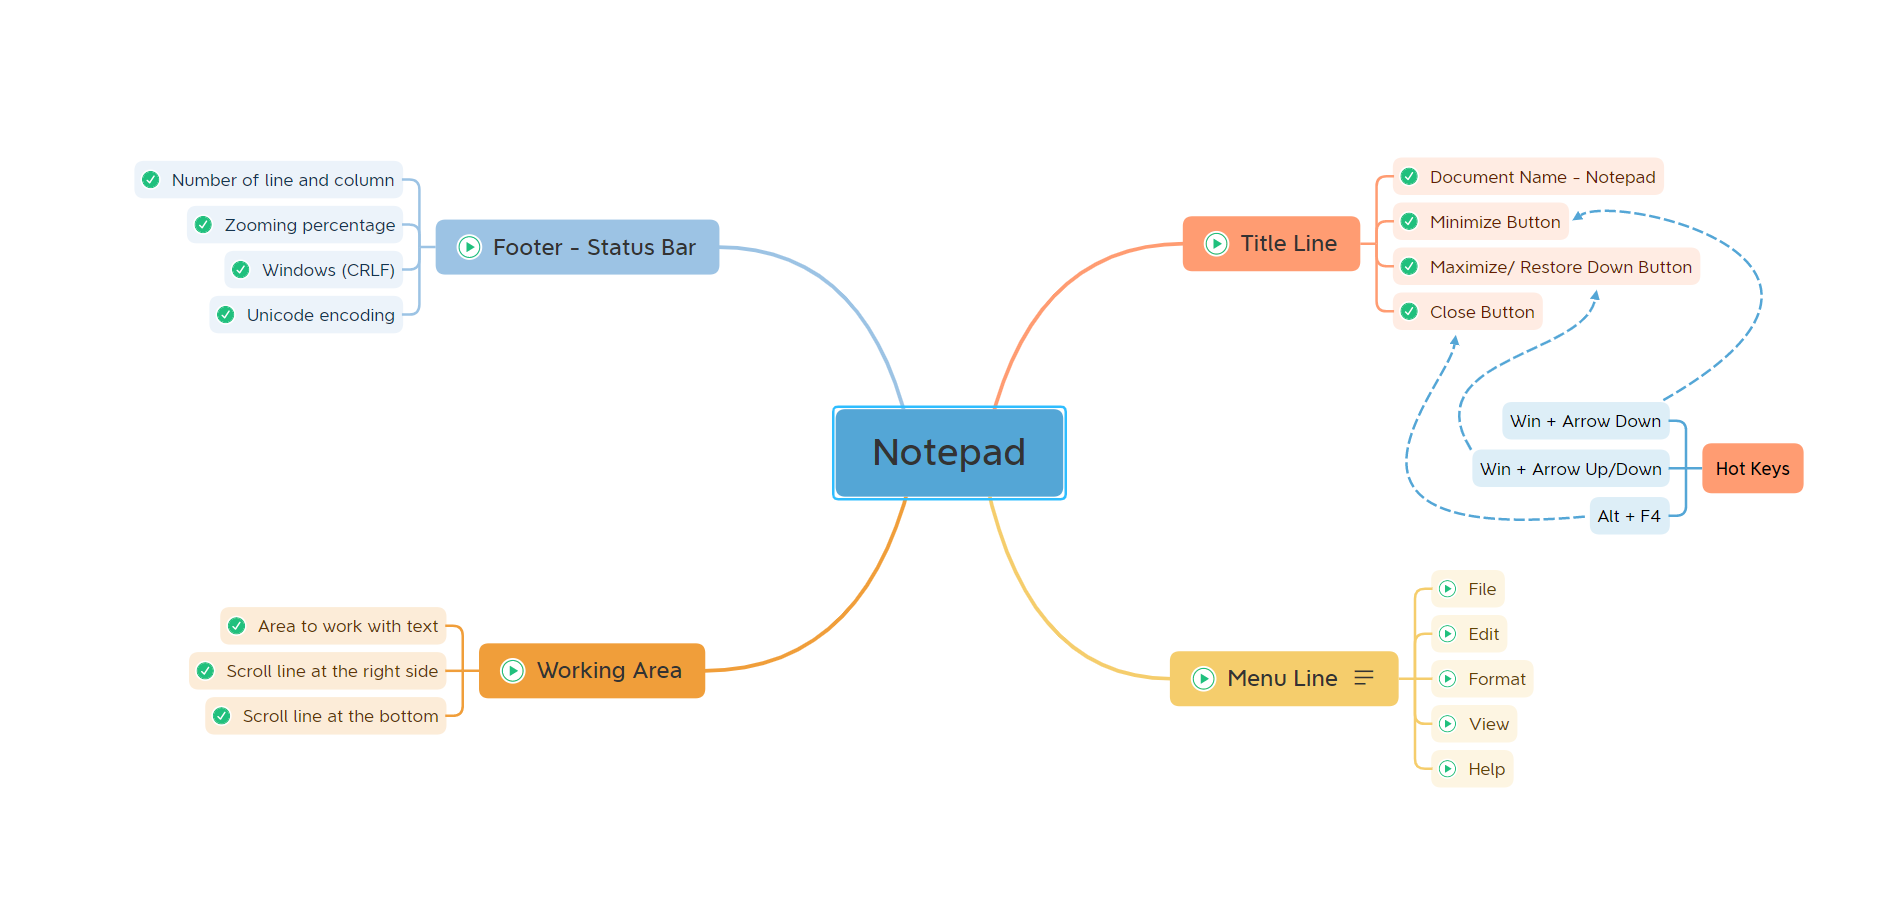 Notepad
Footer - Status Bar
Number of line and column
Zooming percentage
Windows (CRLF)
Unicode encoding
Title Line
Document Name - Notepad
Minimize Button
Maximize/ Restore Down Button
Close Button
Hot Keys
Win + Arrow Down
Win + Arrow Up/Down
Alt + F4
Working Area
Area to work with text
Scroll line at the right side
Scroll line at the bottom
Menu Line
File
Edit
Format
View
Help